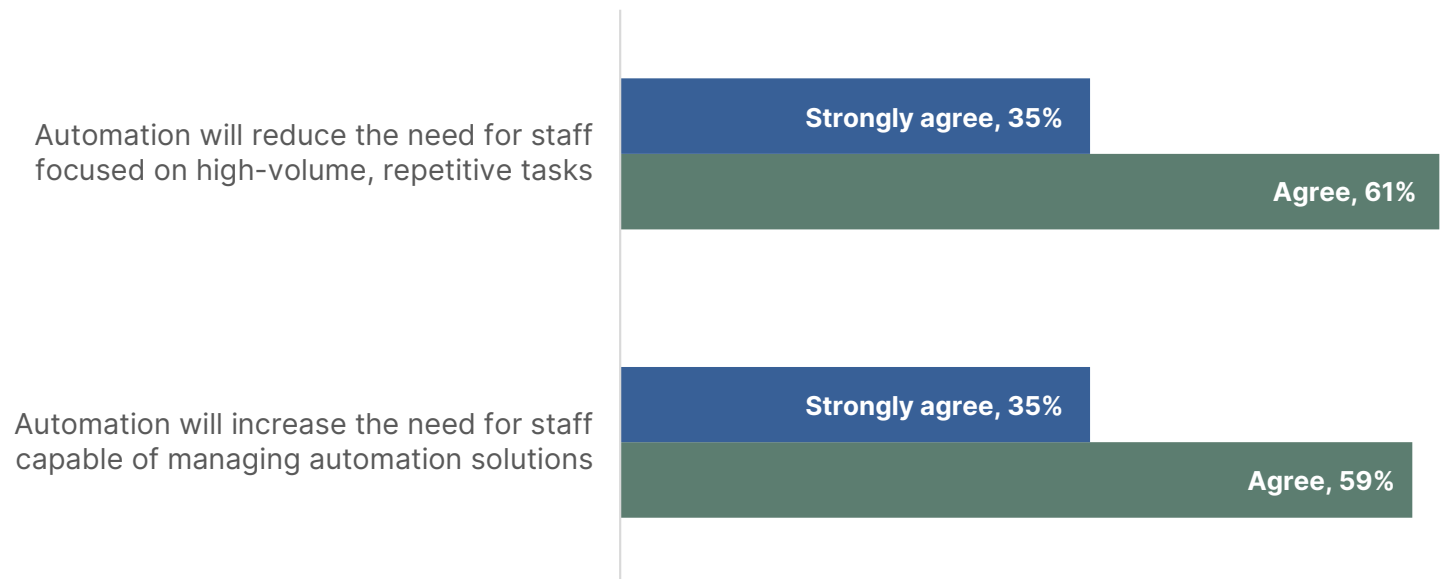 Automation will reduce the need for staff
focused on high-volume, repetitive tasks
Strongly agree, 35%
Agree, 61%
Automation will increase the need for staff
capable of managing automation solutions
Strongly agree, 35%
Agree, 59%